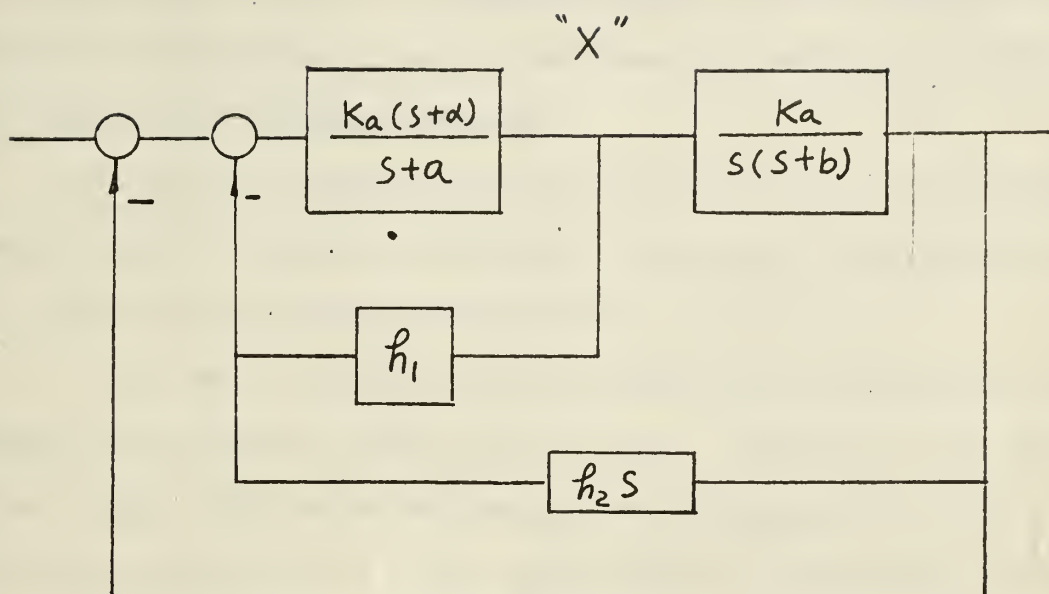 "X"
Ka(s+α)
s+a
Ka
s(s+b)
-
-
h₁
h₂ s